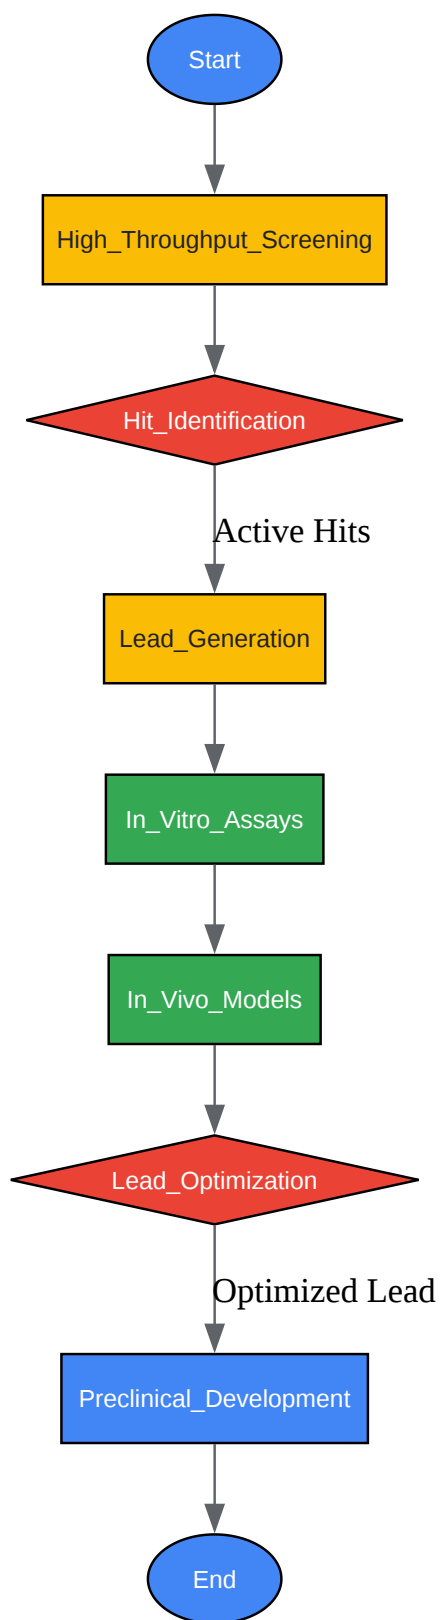 Start
High_Throughput_Screening
Hit_Identification
Active Hits
Lead_Generation
In_Vitro_Assays
In_Vivo_Models
Lead_Optimization
Optimized Lead
Preclinical_Development
End